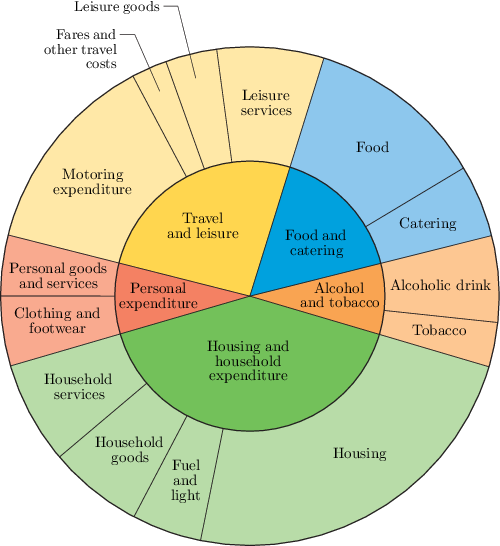 Leisure goods
Fares and
other travel
costs
Leisure
services
Food
Motoring
expenditure
Travel
and leisure
Food and
catering
Catering
Personal goods
and services
Personal
expenditure
Alcohol
and tobacco
Alcoholic drink
Clothing and
footwear
Tobacco
Housing and
household
expenditure
Household
services
Household
goods
Fuel
and
light
Housing